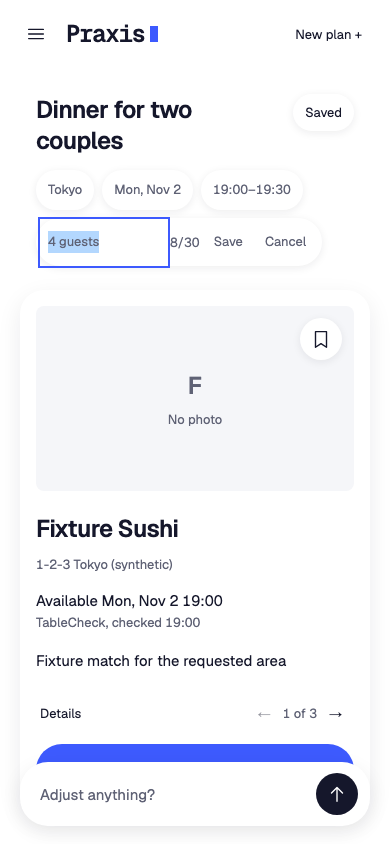 Praxis
New plan +
Dinner for two
couples
Saved
Tokyo
Mon, Nov 2
19:00–19:30
4 guests
8/30
Save
Cancel
F
No photo
Fixture Sushi
1-2-3 Tokyo (synthetic)
Available Mon, Nov 2 19:00
TableCheck, checked 19:00
Fixture match for the requested area
Details
← 1 of 3 →
Adjust anything?